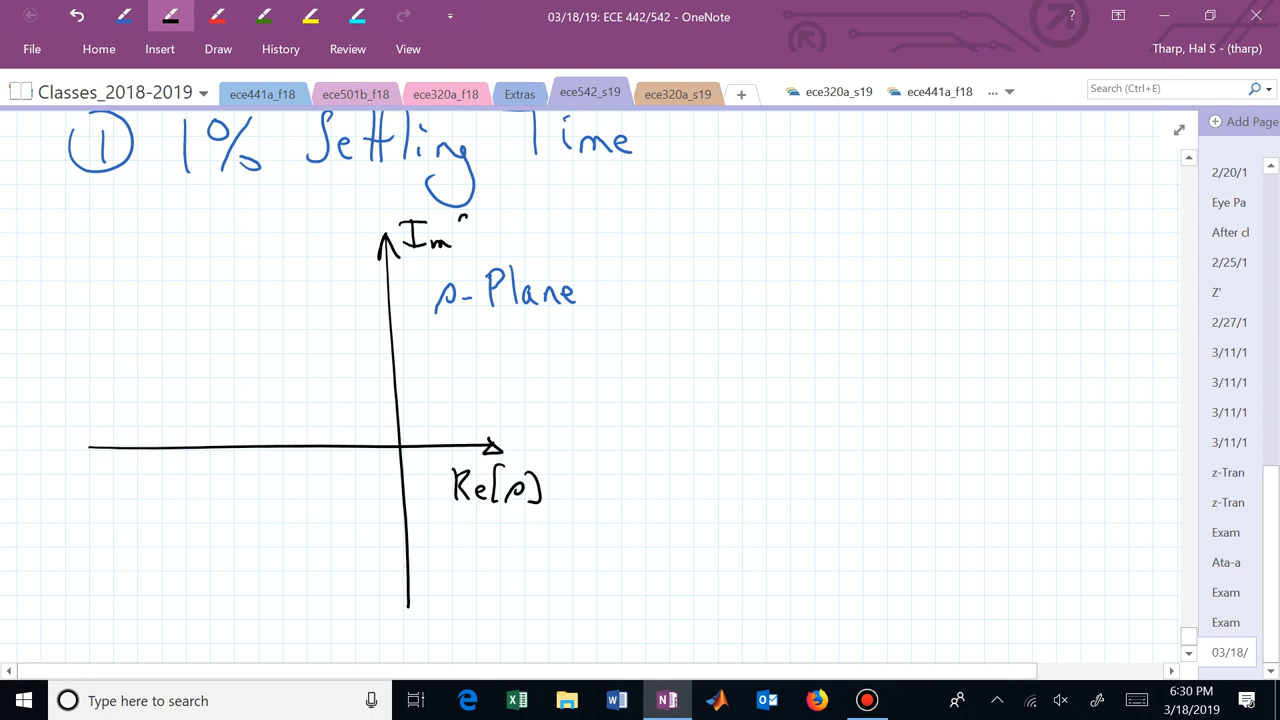 03/18/19: ECE 442/542 - OneNote
?
Tharp, Hal S - (tharp)
File Home Insert Draw History Review View
Classes_2018-2019 ece441a_f18 ece501b_f18 ece320a_f18 Extras ece542_s19 ece320a_s19 + ece320a_s19 ece441a_f18 ...
Search (Ctrl+E)
Add Page
① 1% Settling Time
Im
s-Plane
Re[s]
2/20/1
Eye Pa
After cl
2/25/1
Z'
2/27/1
3/11/1
3/11/1
3/11/1
3/11/1
z-Tran
z-Tran
Exam
Ata-a
Exam
Exam
03/18/
Type here to search
6:30 PM
3/18/2019